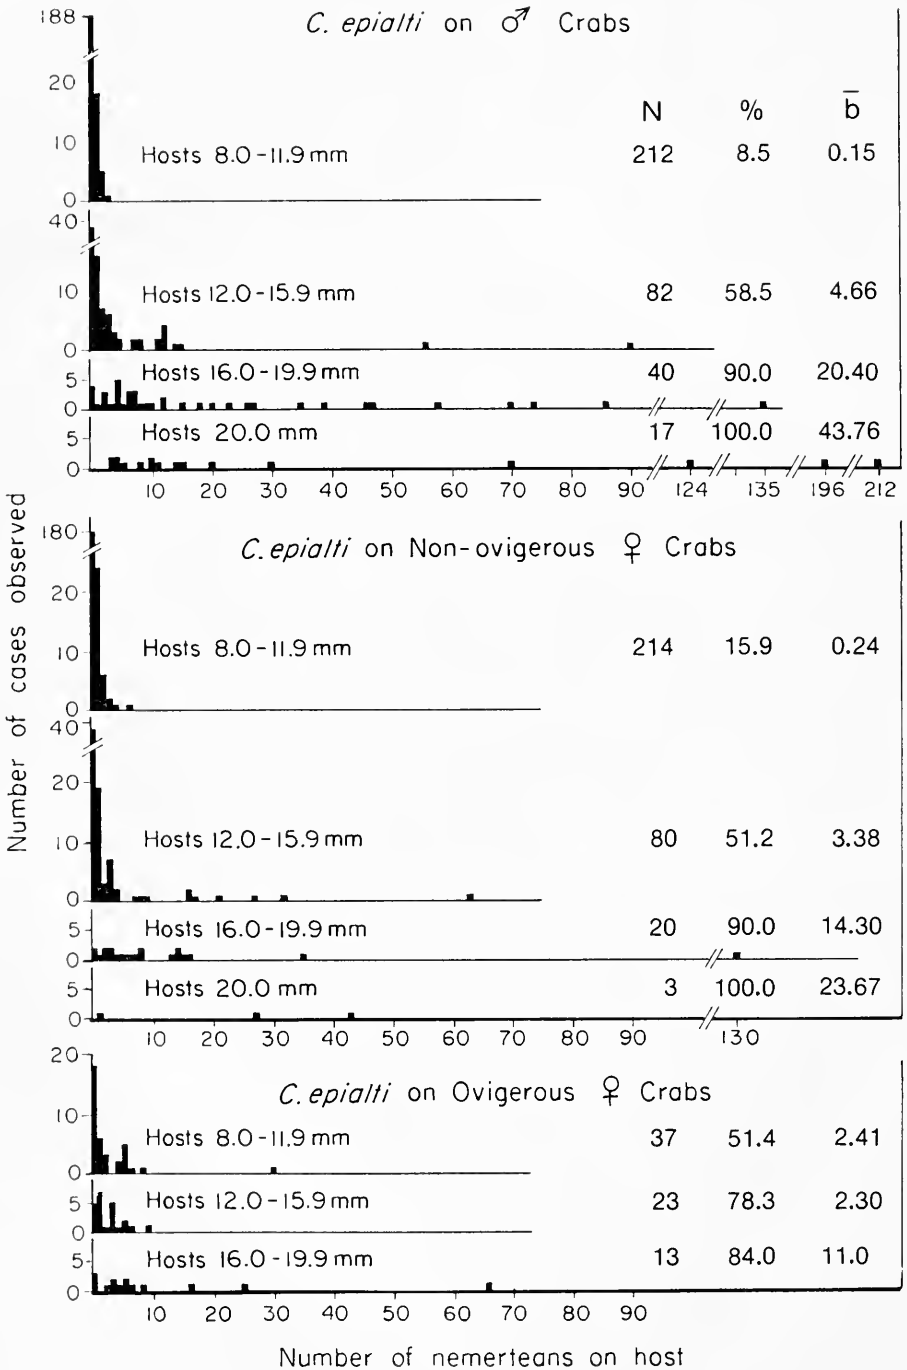 188
C. epialti on ♂ Crabs
20
N % b̄
10
Hosts 8.0-11.9 mm 212 8.5 0.15
0
40
10
Hosts 12.0-15.9 mm 82 58.5 4.66
0
5
Hosts 16.0-19.9 mm 40 90.0 20.40
0
5
Hosts 20.0 mm 17 100.0 43.76
0
10 20 30 40 50 60 70 80 90 124 135 196 212
Number of cases observed
180
C. epialti on Non-ovigerous ♀ Crabs
20
10
Hosts 8.0-11.9 mm 214 15.9 0.24
0
40
20
10
Hosts 12.0-15.9 mm 80 51.2 3.38
0
5
Hosts 16.0-19.9 mm 20 90.0 14.30
0
5
Hosts 20.0 mm 3 100.0 23.67
0
10 20 30 40 50 60 70 80 90 130
20
C. epialti on Ovigerous ♀ Crabs
10
Hosts 8.0-11.9 mm 37 51.4 2.41
0
5
Hosts 12.0-15.9 mm 23 78.3 2.30
0
5
Hosts 16.0-19.9 mm 13 84.0 11.0
0
10 20 30 40 50 60 70 80 90
Number of nemerteans on host